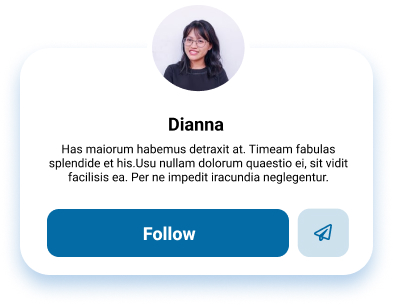 Dianna
Has maiorum habemus detraxit at. Timeam fabulas
splendide et his.Usu nullam dolorum quaestio ei, sit vidit
facilisis ea. Per ne impedit iracundia neglegentur.
Follow